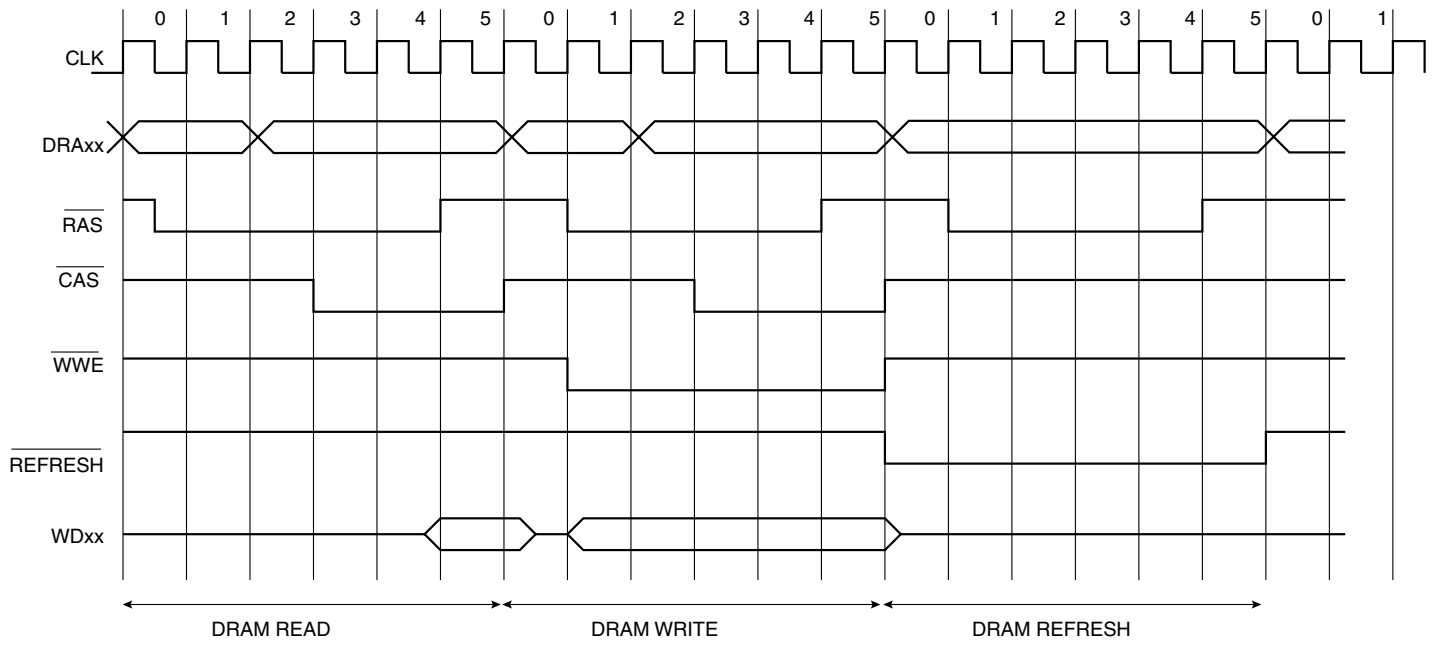 0 1 2 3 4 5 0 1 2 3 4 5 0 1 2 3 4 5 0 1
CLK
DRAxx
RAS
CAS
WWE
REFRESH
WDxx
DRAM READ DRAM WRITE DRAM REFRESH